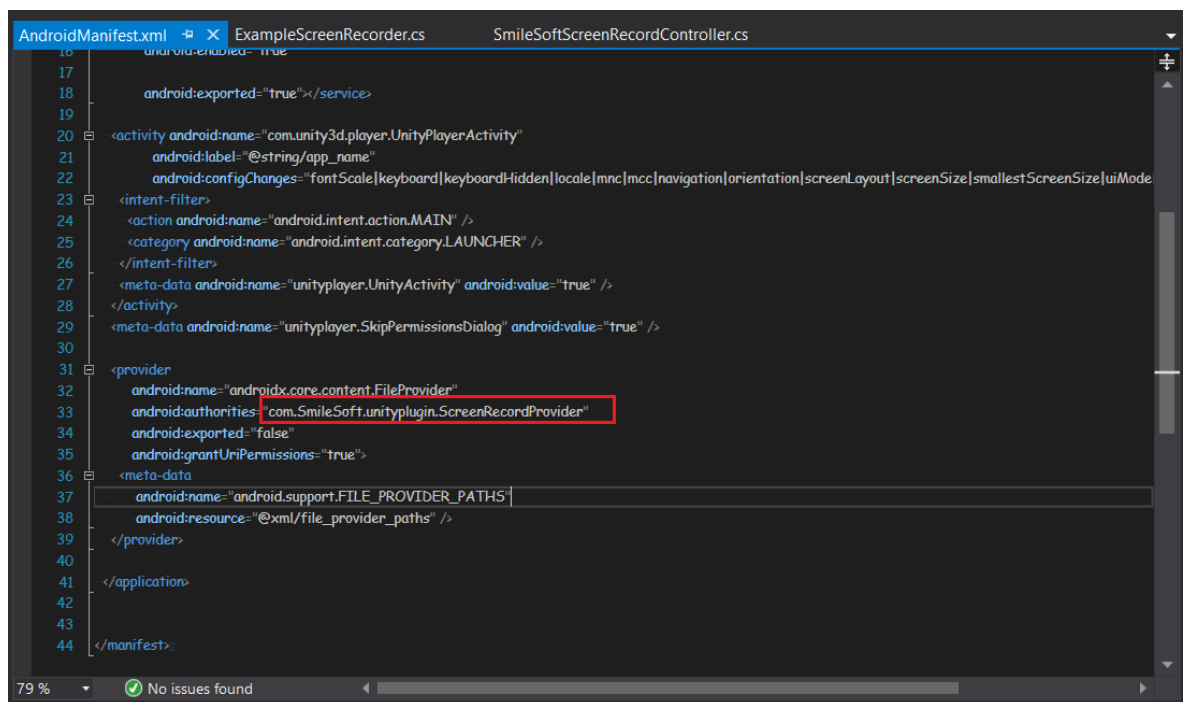 AndroidManifest.xml ExampleScreenRecorder.cs SmileSoftScreenRecordController.cs
16 android:enabled="true"
17
18 android:exported="true"></service>
19
20 <activity android:name="com.unity3d.player.UnityPlayerActivity"
21 android:label="@string/app_name"
22 android:configChanges="fontScale|keyboard|keyboardHidden|locale|mnc|mcc|navigation|orientation|screenLayout|screenSize|smallestScreenSize|uiMode
23 <intent-filter>
24 <action android:name="android.intent.action.MAIN" />
25 <category android:name="android.intent.category.LAUNCHER" />
26 </intent-filter>
27 <meta-data android:name="unityplayer.UnityActivity" android:value="true" />
28 </activity>
29 <meta-data android:name="unityplayer.SkipPermissionsDialog" android:value="true" />
30
31 <provider
32 android:name="androidx.core.content.FileProvider"
33 android:authorities="com.SmileSoft.unityplugin.ScreenRecordProvider"
34 android:exported="false"
35 android:grantUriPermissions="true">
36 <meta-data
37 android:name="android.support.FILE_PROVIDER_PATHS"
38 android:resource="@xml/file_provider_paths" />
39 </provider>
40
41 </application>
42
43
44 </manifest>
79 % No issues found